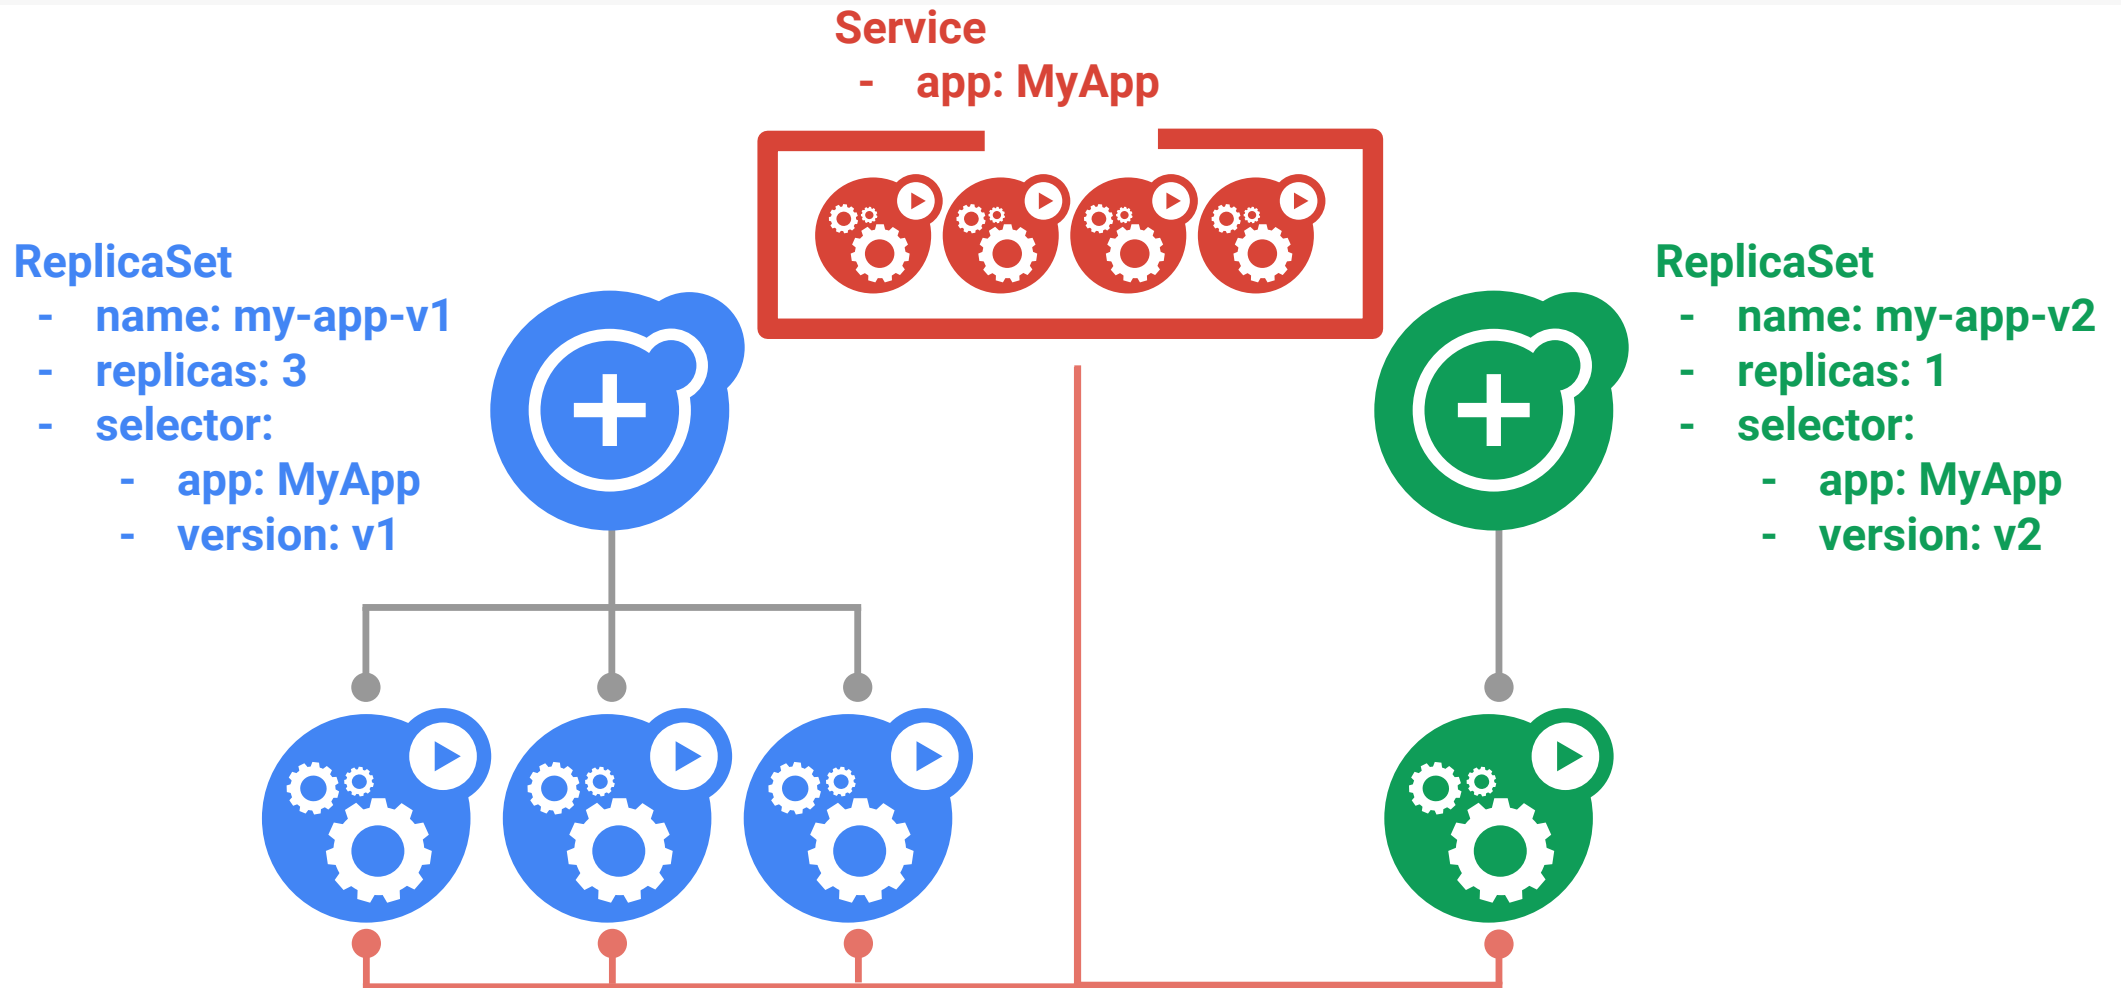 Service
- app: MyApp
ReplicaSet
- name: my-app-v1
- replicas: 3
- selector:
- app: MyApp
- version: v1
ReplicaSet
- name: my-app-v2
- replicas: 1
- selector:
- app: MyApp
- version: v2